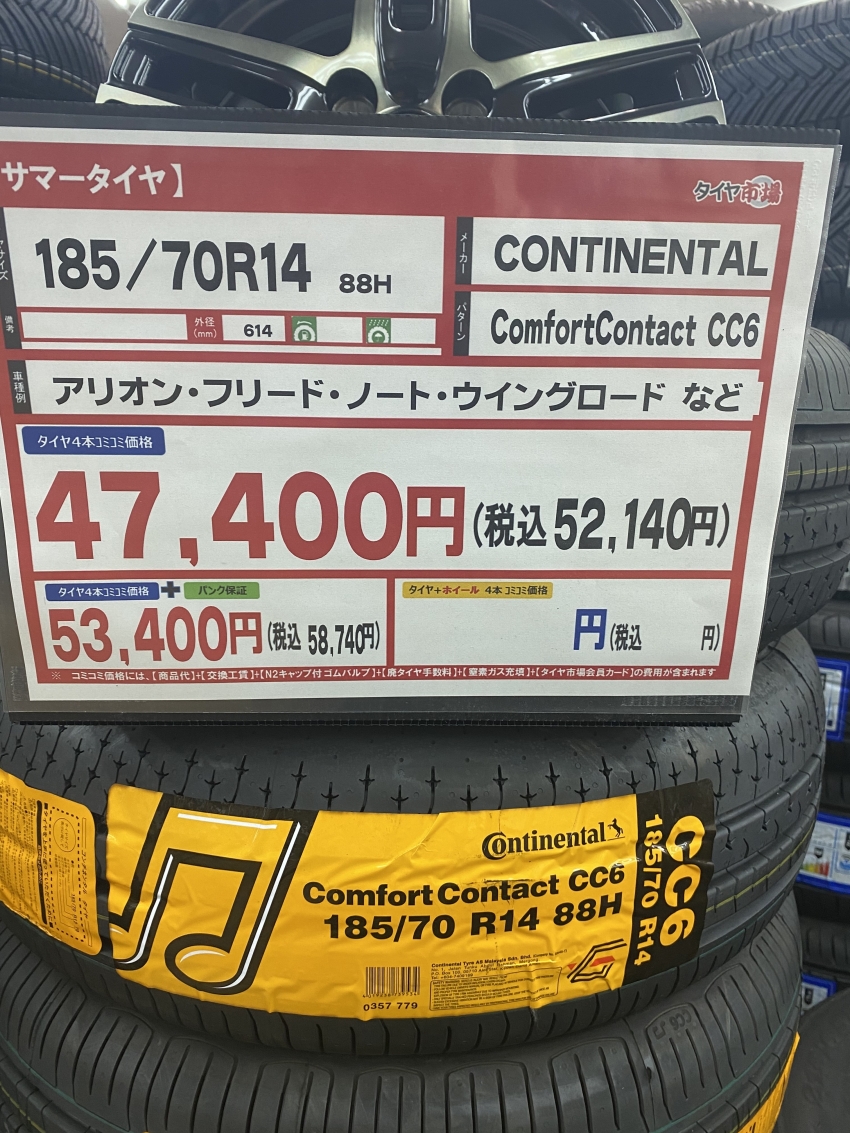 サマータイヤ】
タイヤ市場
185/70R14 88H
メーカー
CONTINENTAL
備考
外径
(mm)
614
パターン
ComfortContact CC6
車種例
アリオン・フリード・ノート・ウイングロード など
タイヤ4本コミコミ価格
47,400円(税込 52,140円)
タイヤ4本コミコミ価格+パンク保証
53,400円(税込 58,740円)
タイヤ+ホイール 4本コミコミ価格
円(税込 円)
※ コミコミ価格には、【商品代】+【交換工賃】+【N2キャップ付ゴムバルブ】+【廃タイヤ手数料】+【窒素ガス充填】+【タイヤ市場会員カード】の費用が含まれます
Continental
ComfortContact CC6
185/70 R14 88H
CC6
185/70 R14
Continental Tyre AS Malaysia Sdn. Bhd.
0357 779